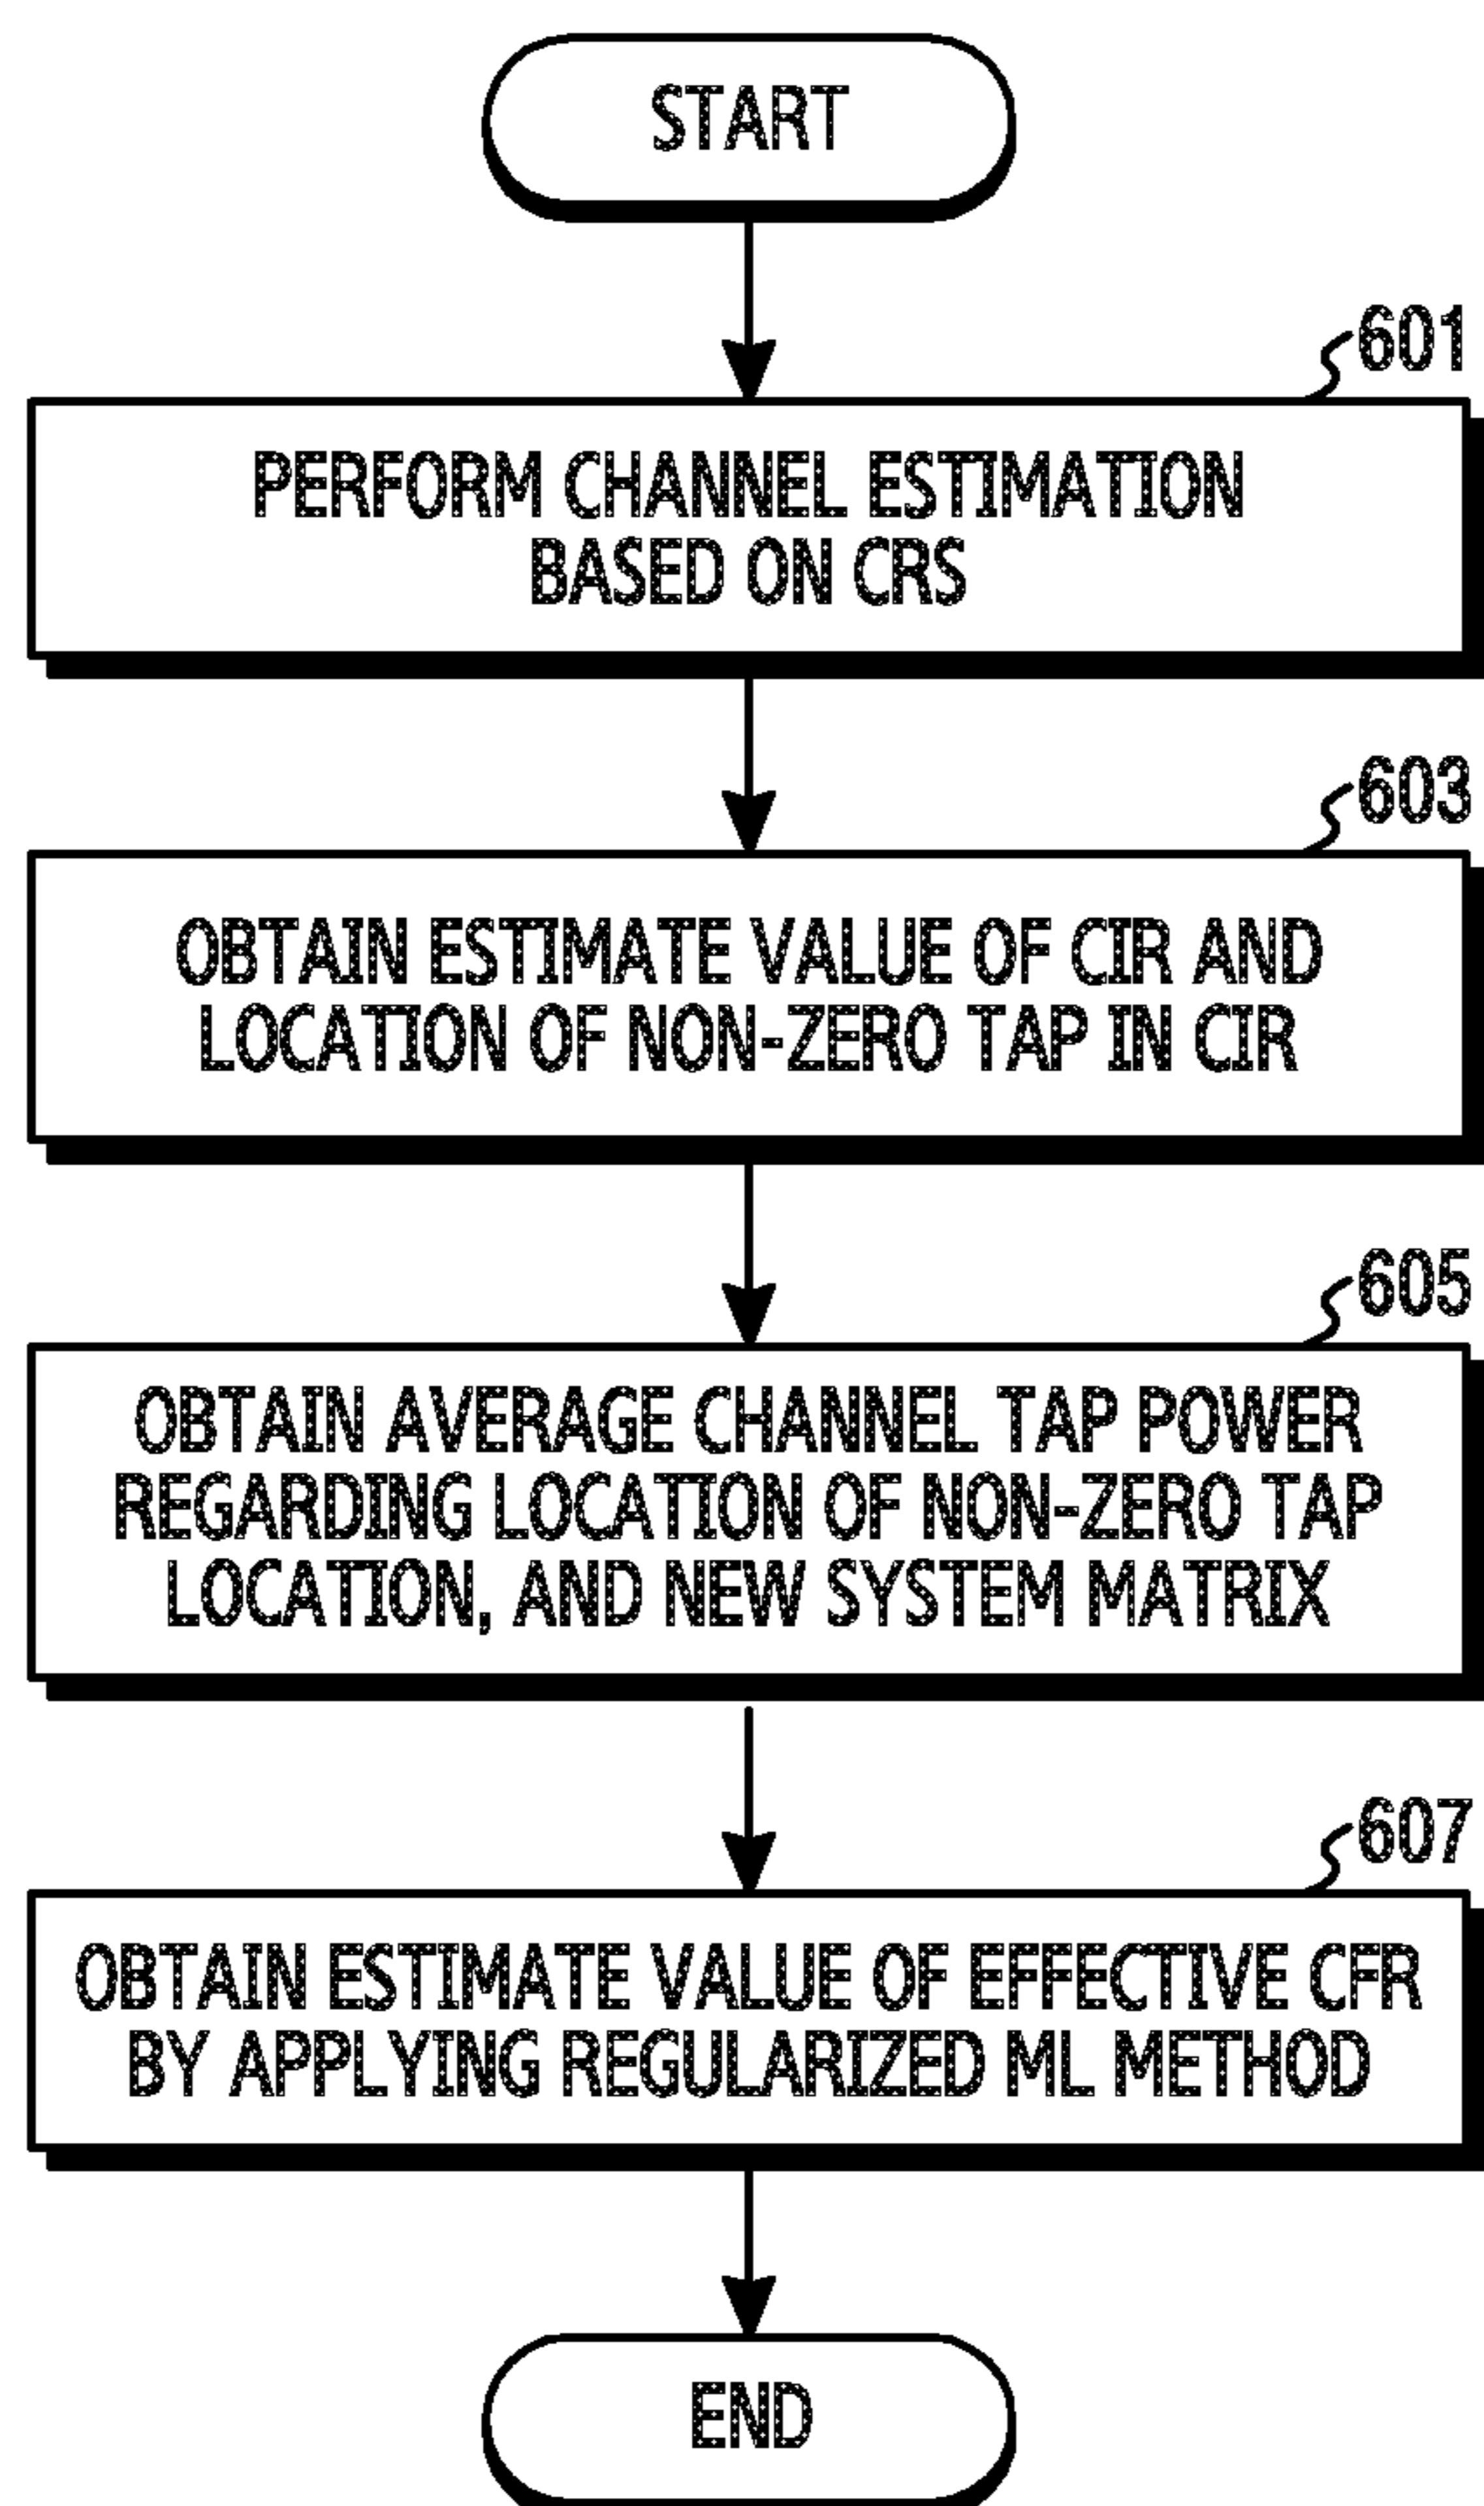 START
601
PERFORM CHANNEL ESTIMATION
BASED ON CRS
603
OBTAIN ESTIMATE VALUE OF CIR AND
LOCATION OF NON-ZERO TAP IN CIR
605
OBTAIN AVERAGE CHANNEL TAP POWER
REGARDING LOCATION OF NON-ZERO TAP
LOCATION, AND NEW SYSTEM MATRIX
607
OBTAIN ESTIMATE VALUE OF EFFECTIVE CFR
BY APPLYING REGULARIZED ML METHOD
END